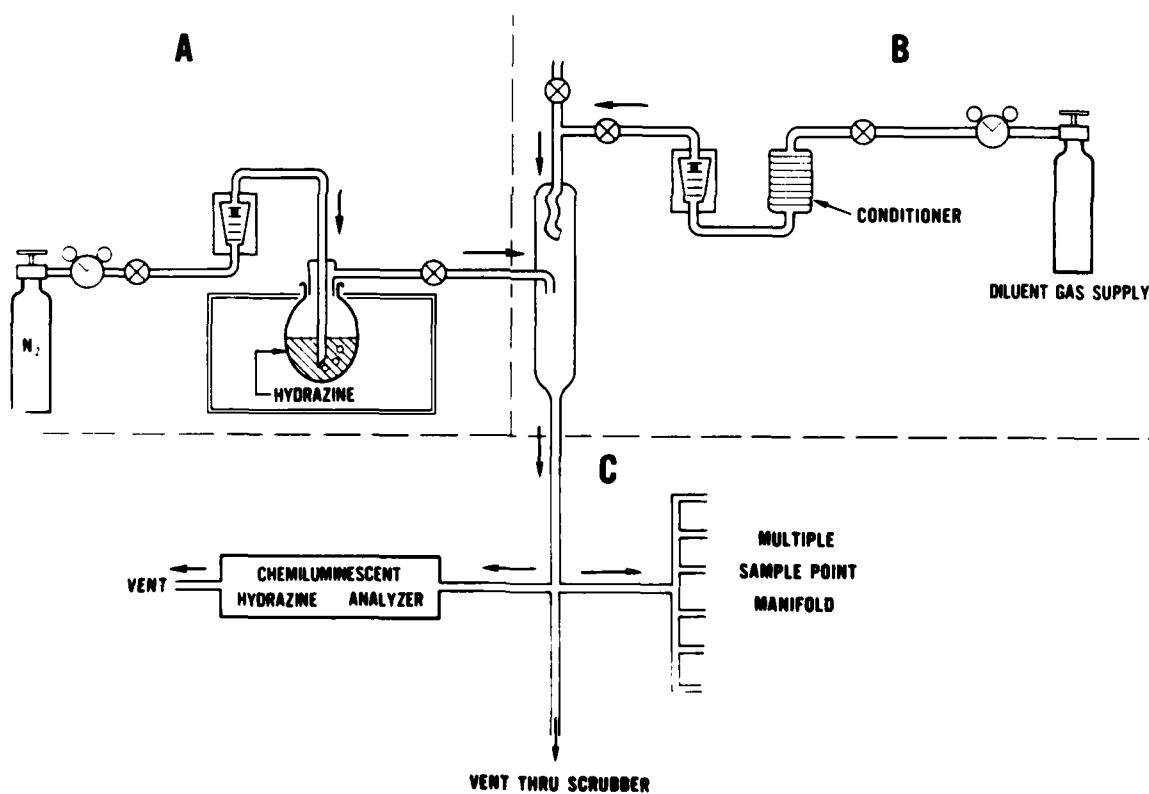 A
B
CONDITIONER
DILUENT GAS SUPPLY
N2
HYDRAZINE
C
MULTIPLE
SAMPLE POINT
MANIFOLD
CHEMILUMINESCENT
HYDRAZINE ANALYZER
VENT
VENT THRU SCRUBBER